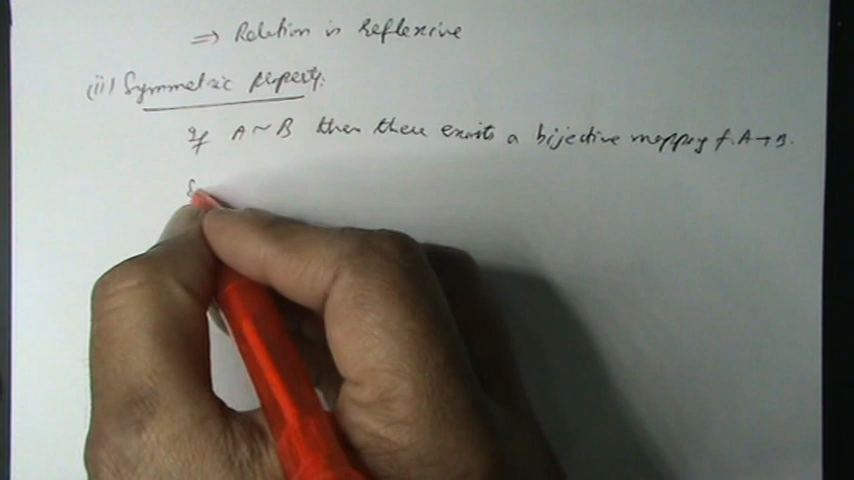 ⇒ Relation is reflexive
(ii) Symmetric property:
If A ~ B then there exists a bijective mapping f: A → B.
S